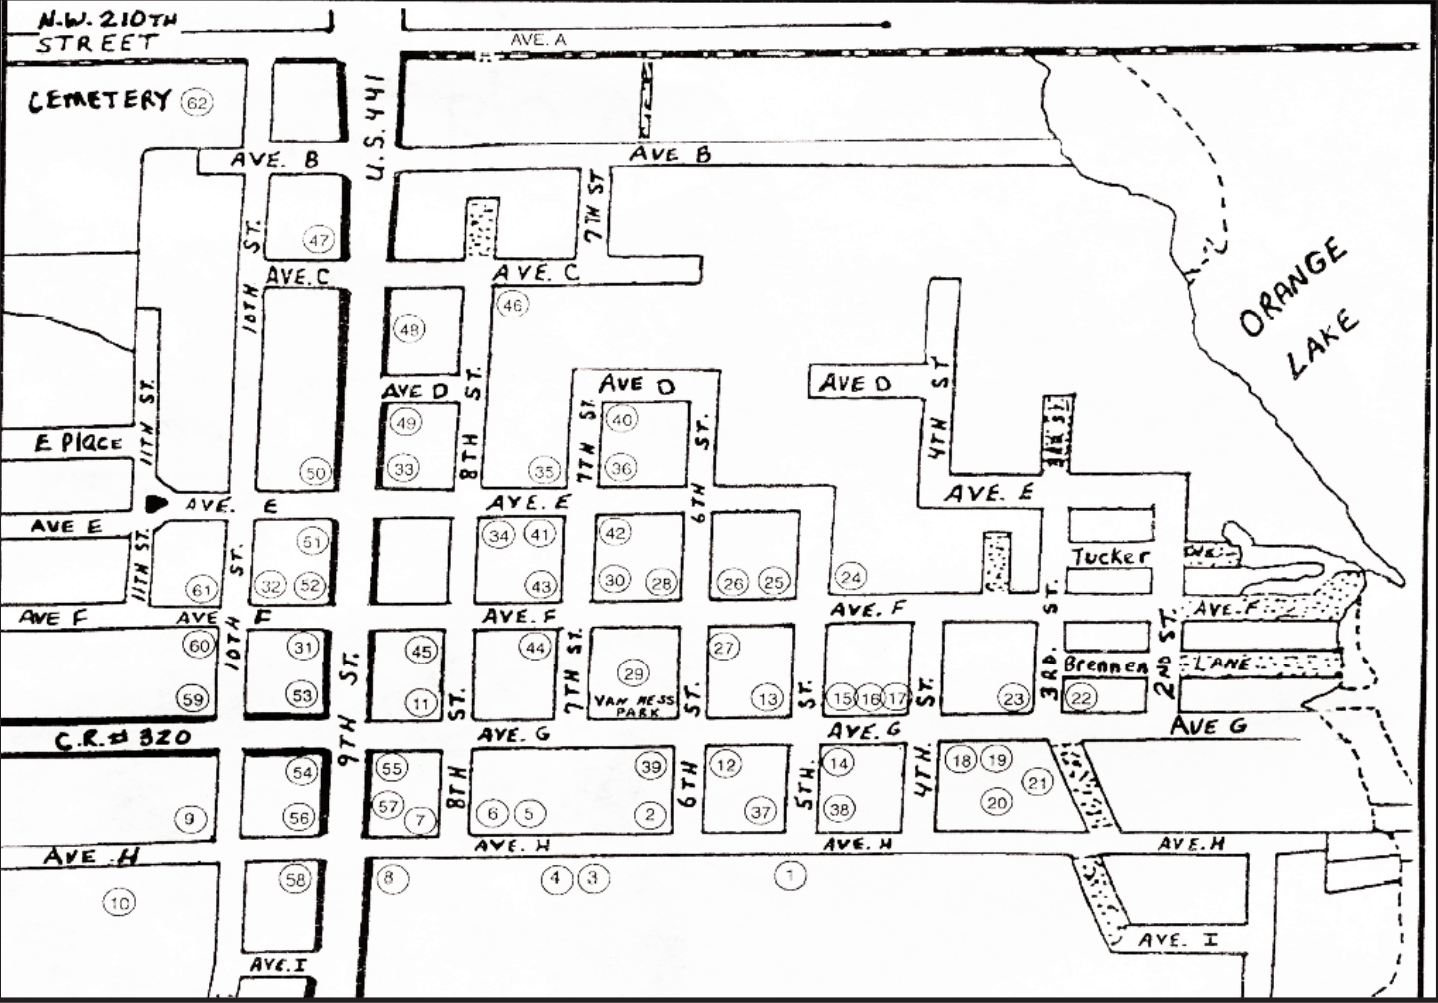 N.W. 210TH
STREET
AVE. A
U.S. 441
CEMETERY 62
AVE. B
AVE B
47
10TH ST.
7TH ST
AVE. C
AVE. C
46
48
ORANGE
LAKE
AVE D
8TH ST.
AVE D
AVE D
4TH ST
11TH ST.
49
7TH ST.
40
6TH ST.
3RD ST
E PLACE
50
33
35
36
AVE. E
AVE. E
AVE. E
AVE E
11TH ST.
51
34
41
42
Tucker
LNE
61
10TH ST.
32
52
43
30
28
26
25
24
AVE F
AVE F
AVE. F
AVE. F
3RD. ST.
2ND ST.
AVE. F
60
31
9TH ST.
45
44
7TH ST.
29
VAN NESS
PARK
27
Brennen
LANE
59
53
11
8TH ST.
6TH ST.
13
5TH. ST.
15
16
17
4TH ST.
23
22
C.R.# 320
AVE. G
AVE. G
AVE G
54
55
39
12
14
18
19
21
57
20
9
56
7
6
5
2
37
38
AVE. H
AVE. H
AVE. H
AVE. H
10
58
8
4
3
1
AVE. I
AVE. I